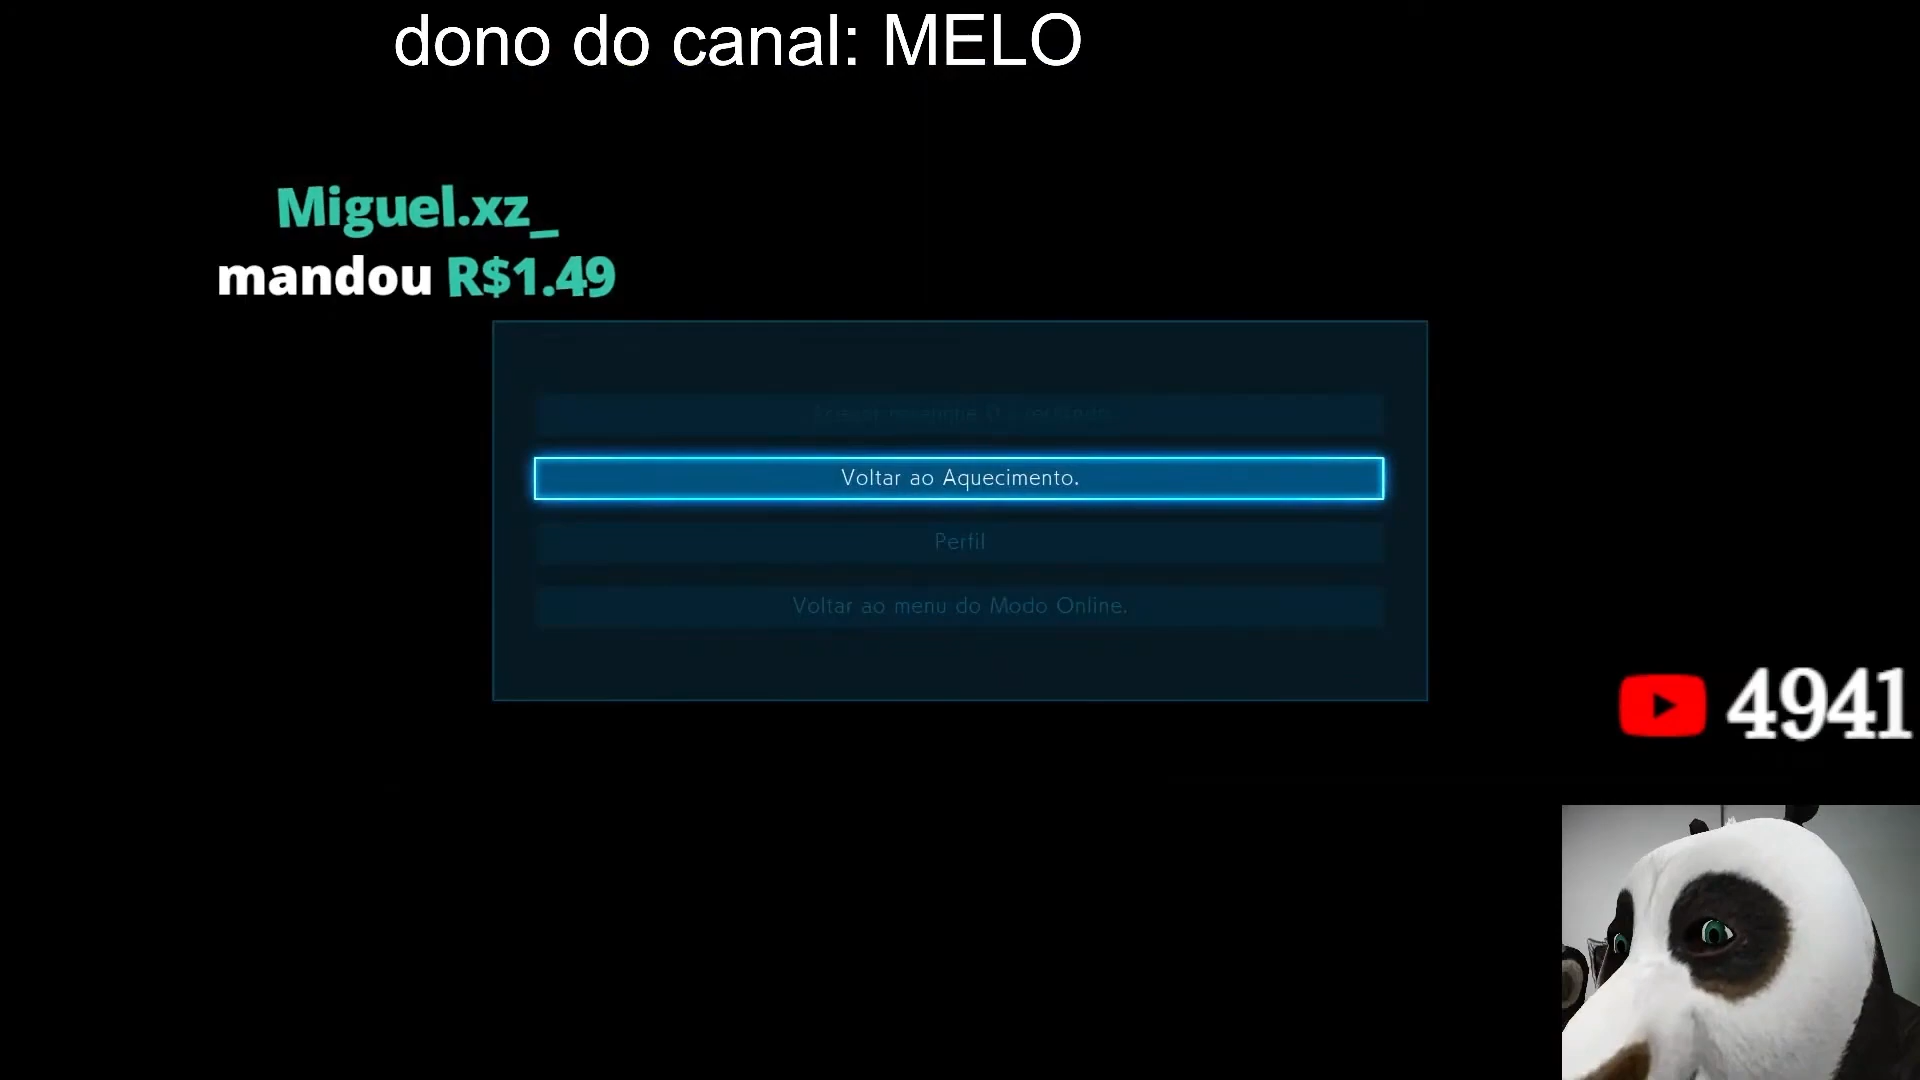 dono do canal: MELO
Miguel.xz_
mandou R$1.49
Voltar ao Aquecimento.
Perfil
Voltar ao menu do Modo Online.
4941